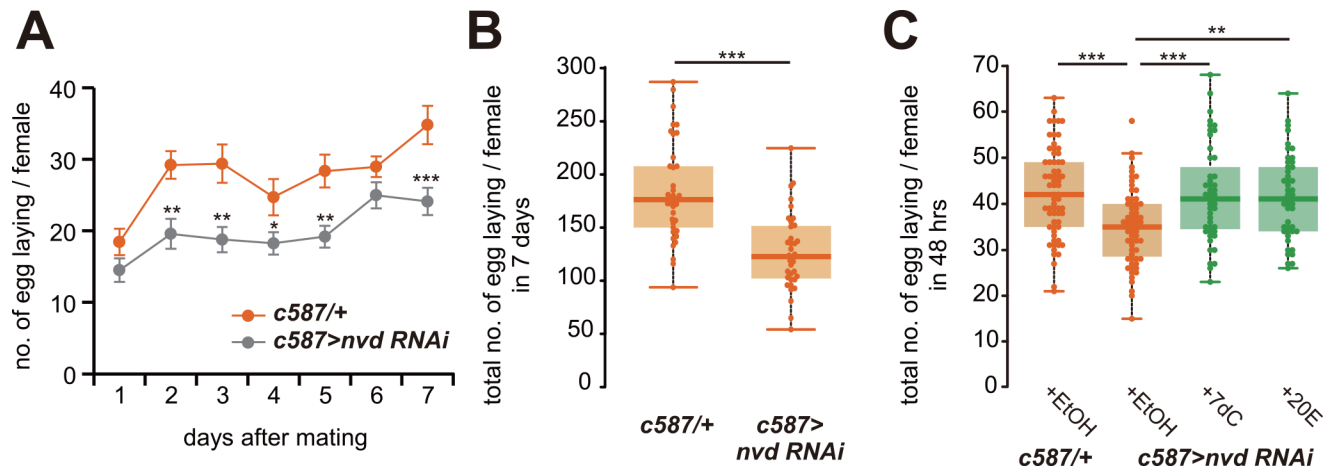 A
no. of egg laying / female
40
30
20
10
0
**
**
*
**
***
c587/+
c587>nvd RNAi
1 2 3 4 5 6 7
days after mating
B
total no. of egg laying / female
in 7 days
300
250
200
150
100
50
0
***
c587/+
c587>
nvd RNAi
C
total no. of egg laying / female
in 48 hrs
70
60
50
40
30
20
10
0
**
*** ***
+EtOH +EtOH +7dC +20E
c587/+ c587>nvd RNAi